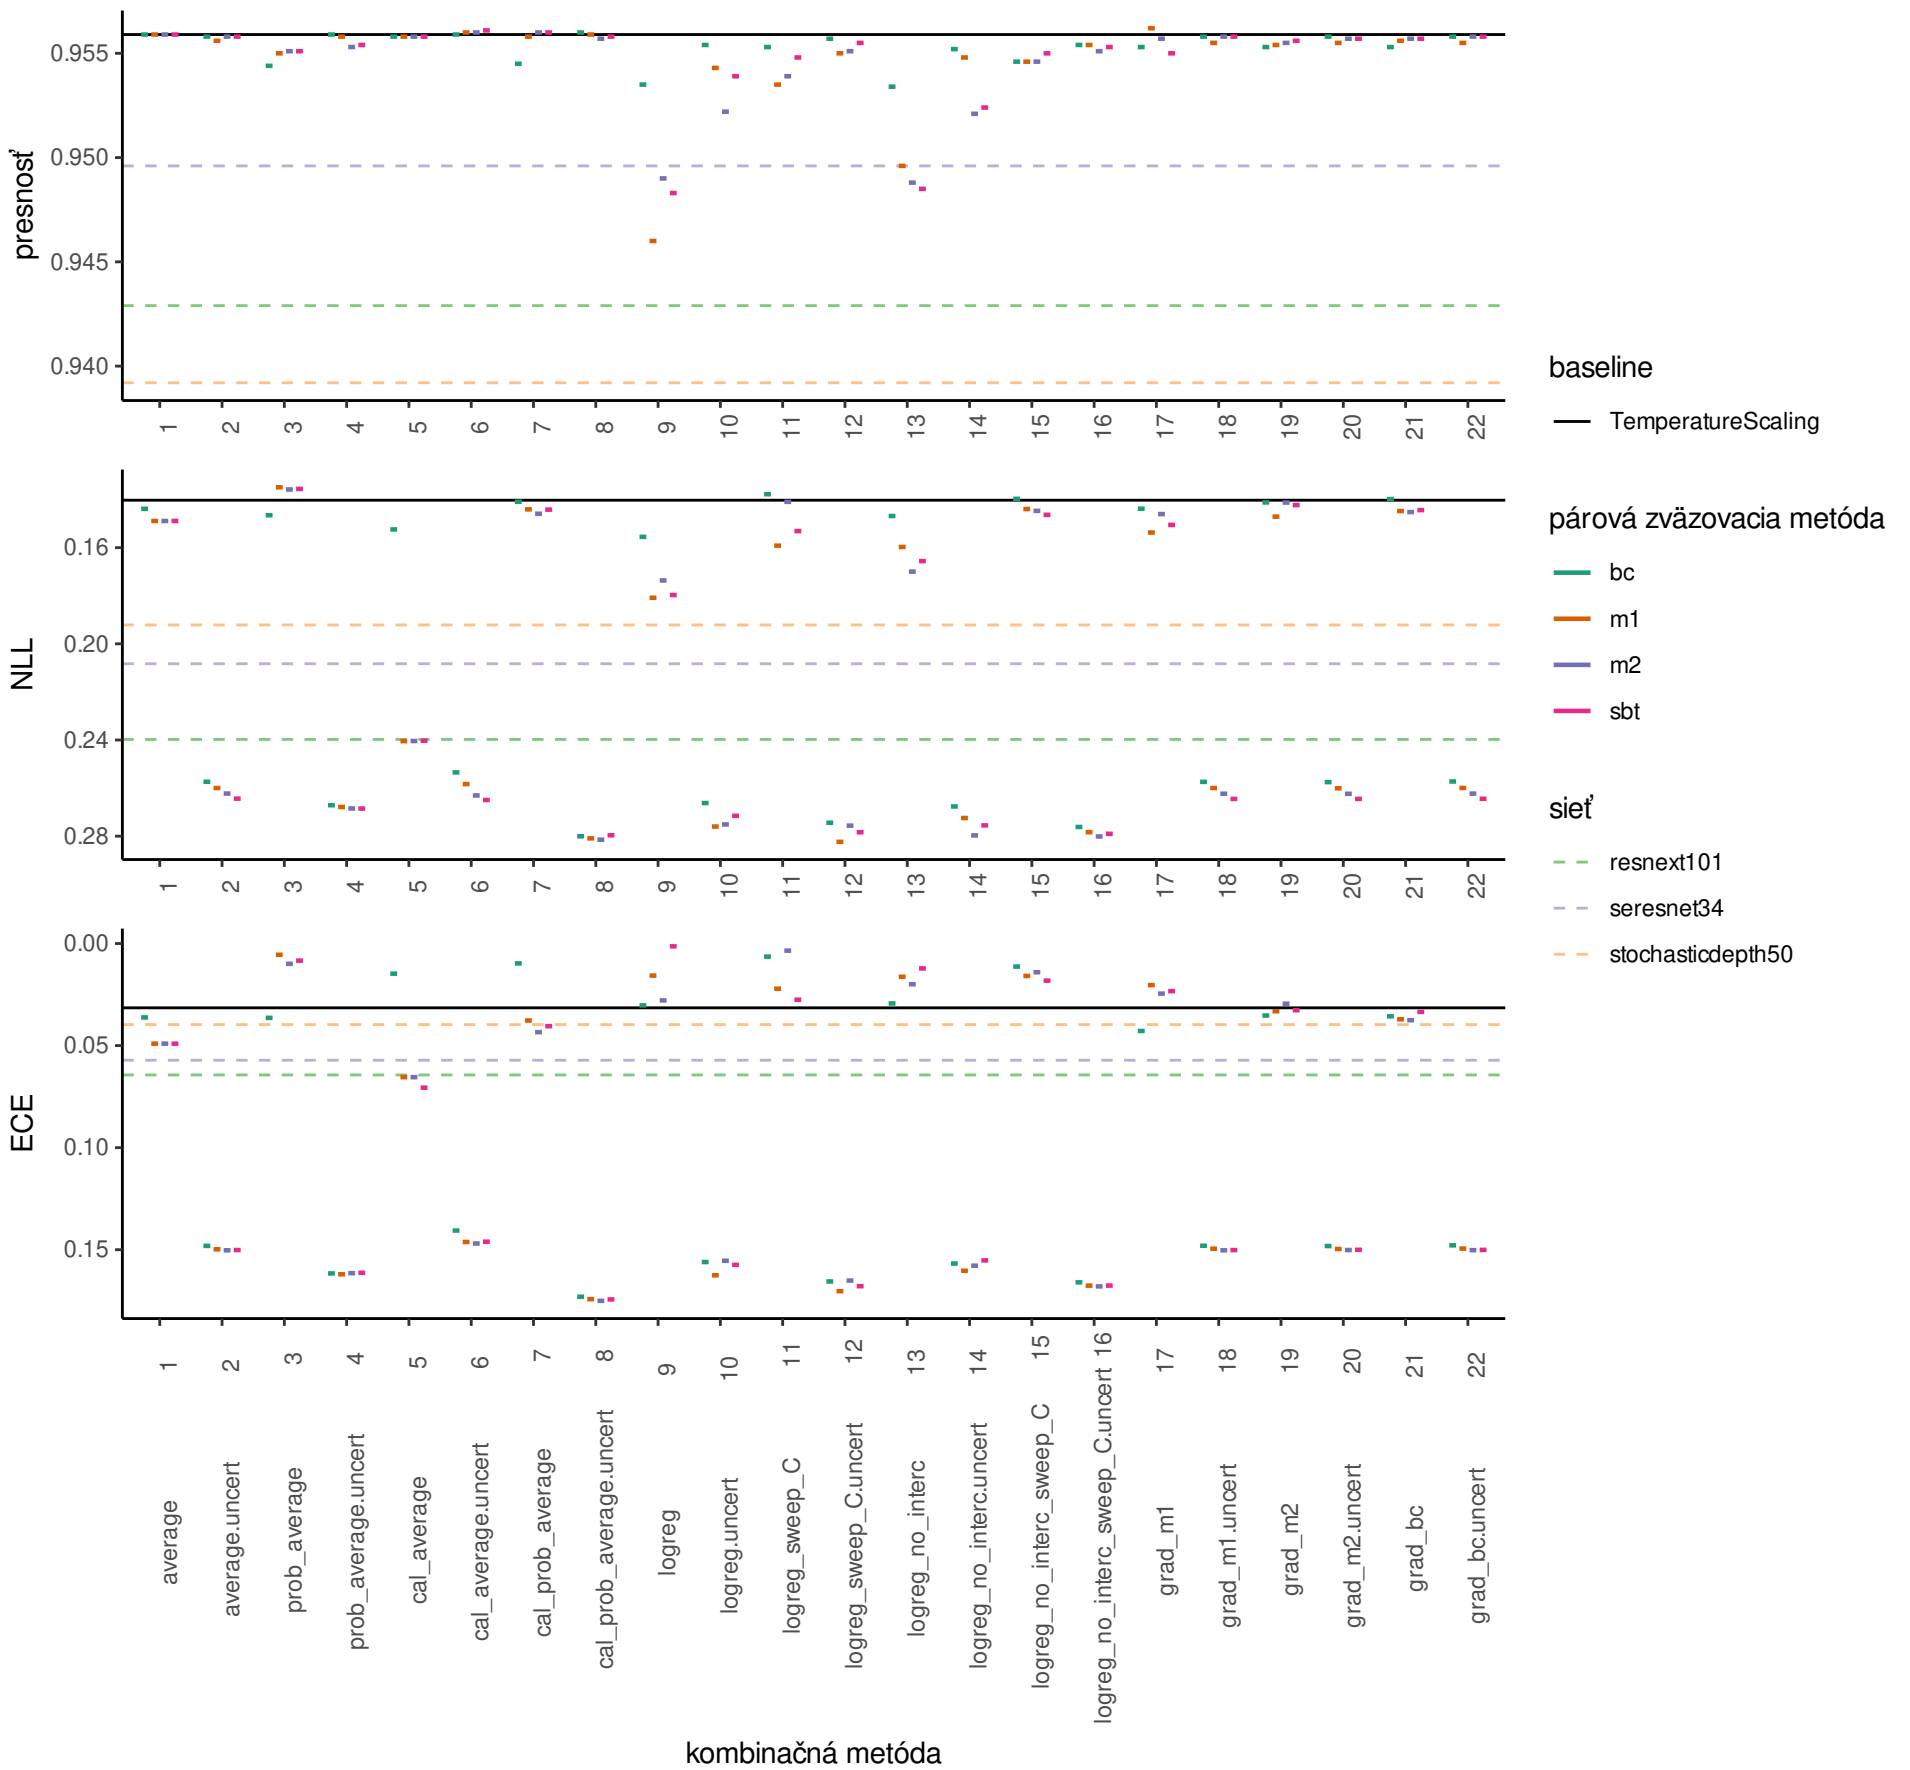 presnosť
0.955
0.950
0.945
0.940
1 2 3 4 5 6 7 8 9 10 11 12 13 14 15 16 17 18 19 20 21 22
NLL
0.16
0.20
0.24
0.28
1 2 3 4 5 6 7 8 9 10 11 12 13 14 15 16 17 18 19 20 21 22
ECE
0.00
0.05
0.10
0.15
average 1
average.uncert 2
prob_average 3
prob_average.uncert 4
cal_average 5
cal_average.uncert 6
cal_prob_average 7
cal_prob_average.uncert 8
logreg 9
logreg.uncert 10
logreg_sweep_C 11
logreg_sweep_C.uncert 12
logreg_no_interc 13
logreg_no_interc.uncert 14
logreg_no_interc_sweep_C 15
logreg_no_interc_sweep_C.uncert 16
grad_m1 17
grad_m1.uncert 18
grad_m2 19
grad_m2.uncert 20
grad_bc 21
grad_bc.uncert 22
kombinačná metóda
baseline
TemperatureScaling
párová zväzovacia metóda
bc
m1
m2
sbt
sieť
resnext101
seresnet34
stochasticdepth50